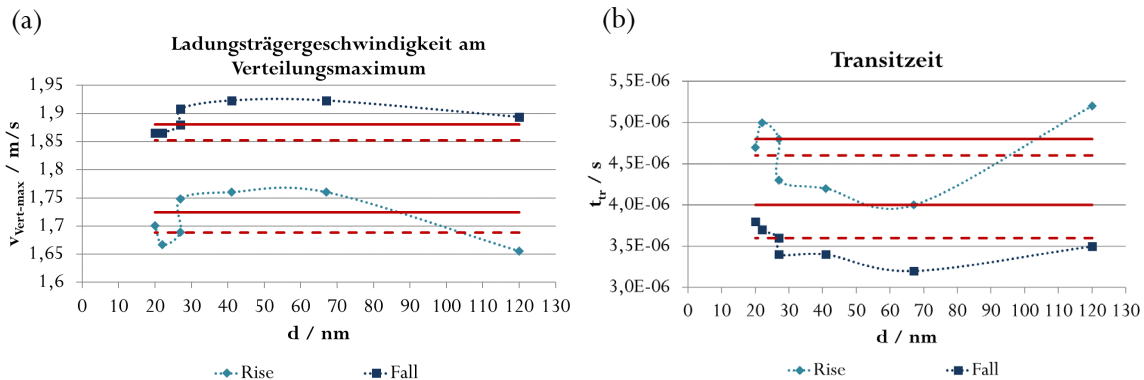 (a)
Ladungsträgergeschwindigkeit am
Verteilungsmaximum
1,95
1,9
1,85
1,8
1,75
1,7
1,65
1,6
v_Vert-max / m/s
0 10 20 30 40 50 60 70 80 90 100 110 120 130
d / nm
Rise Fall
(b)
Transitzeit
5,5E-06
5,0E-06
4,5E-06
4,0E-06
3,5E-06
3,0E-06
t_tr / s
0 10 20 30 40 50 60 70 80 90 100 110 120 130
d / nm
Rise Fall